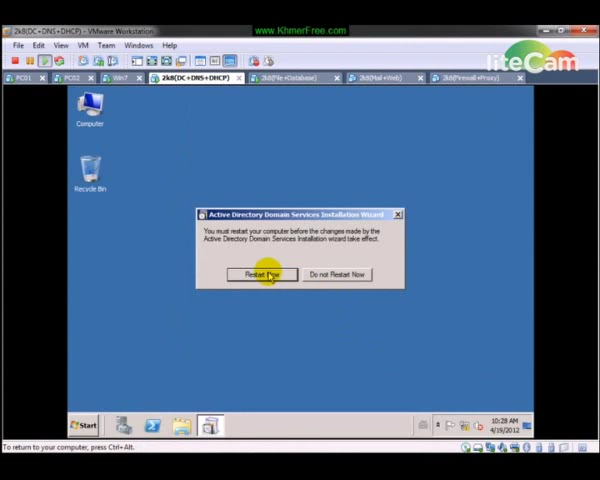 www.KhmerFree.com
2k8(DC+DNS+DHCP) - VMware Workstation
File Edit View VM Team Windows Help
liteCam
PC01 PC02 Win7 2k8(DC+DNS+DHCP) 2k8(File+Database) 2k8(Mail+Web) 2k8(Firewall+Proxy)
Computer
Recycle Bin
Active Directory Domain Services Installation Wizard
You must restart your computer before the changes made by the
Active Directory Domain Services Installation wizard take effect.
Restart Now Do not Restart Now
Start
10:28 AM
4/19/2012
To return to your computer, press Ctrl+Alt.